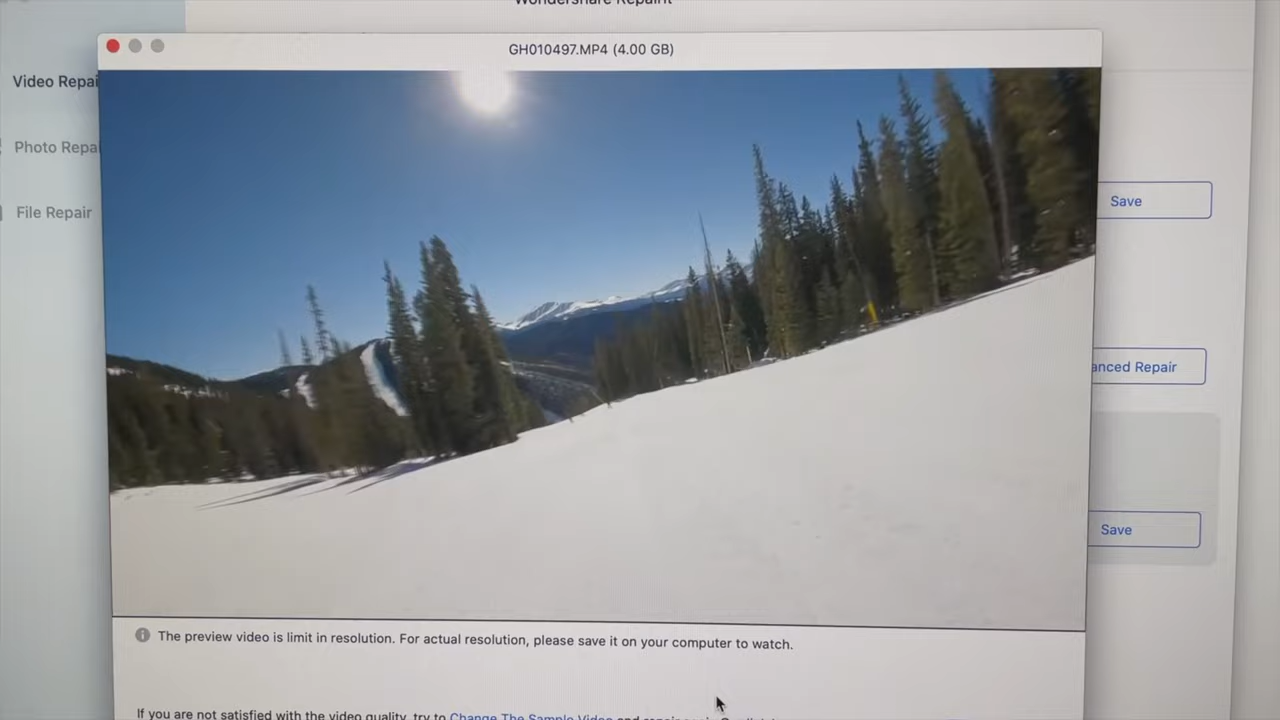 Wondershare Repairit
GH010497.MP4 (4.00 GB)
Video Repai
Photo Repa
File Repair
Save
anced Repair
Save
The preview video is limit in resolution. For actual resolution, please save it on your computer to watch.
If you are not satisfied with the video quality, try to Change The Sample Video and